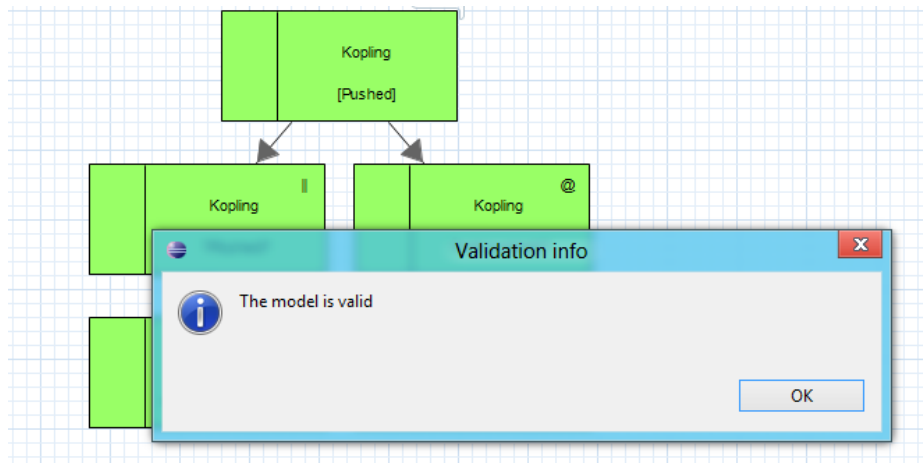 Kopling
[Pushed]
||
Kopling
@
Kopling
Validation info
The model is valid
OK